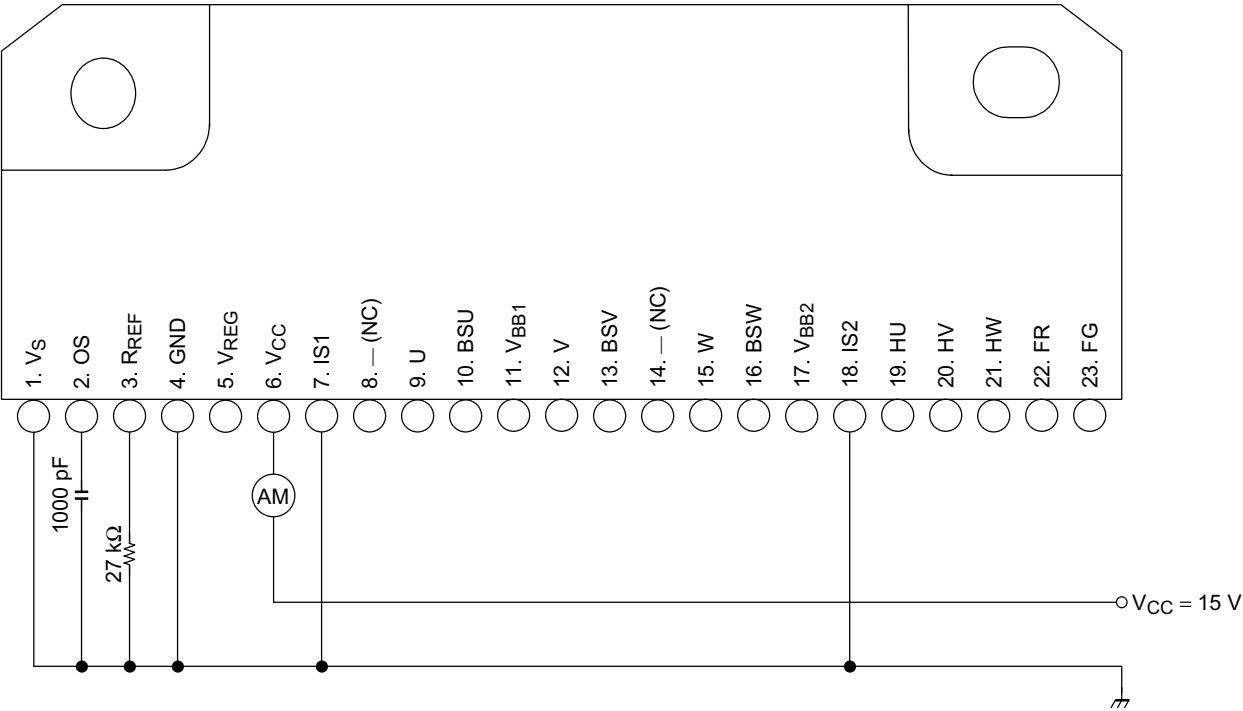 1. VS
2. OS
3. RREF
4. GND
5. VREG
6. VCC
7. IS1
8. — (NC)
9. U
10. BSU
11. VBB1
12. V
13. BSV
14. — (NC)
15. W
16. BSW
17. VBB2
18. IS2
19. HU
20. HV
21. HW
22. FR
23. FG
1000 pF
27 kΩ
AM
VCC = 15 V